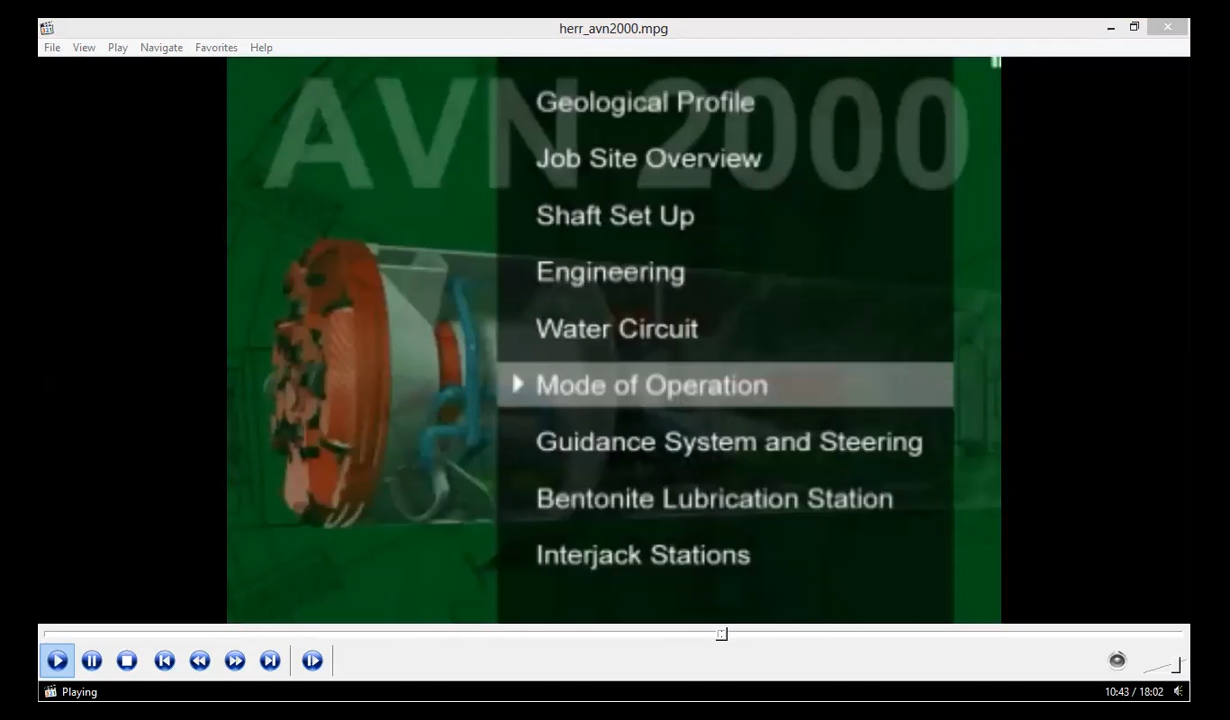 herr_avn2000.mpg
File View Play Navigate Favorites Help
AVN 2000
Geological Profile
Job Site Overview
Shaft Set Up
Engineering
Water Circuit
Mode of Operation
Guidance System and Steering
Bentonite Lubrication Station
Interjack Stations
Playing
10:43 / 18:02